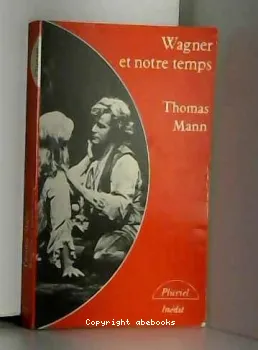 Wagner
et notre temps
Thomas
Mann
Pluriel
Inédit
Copyright abebooks